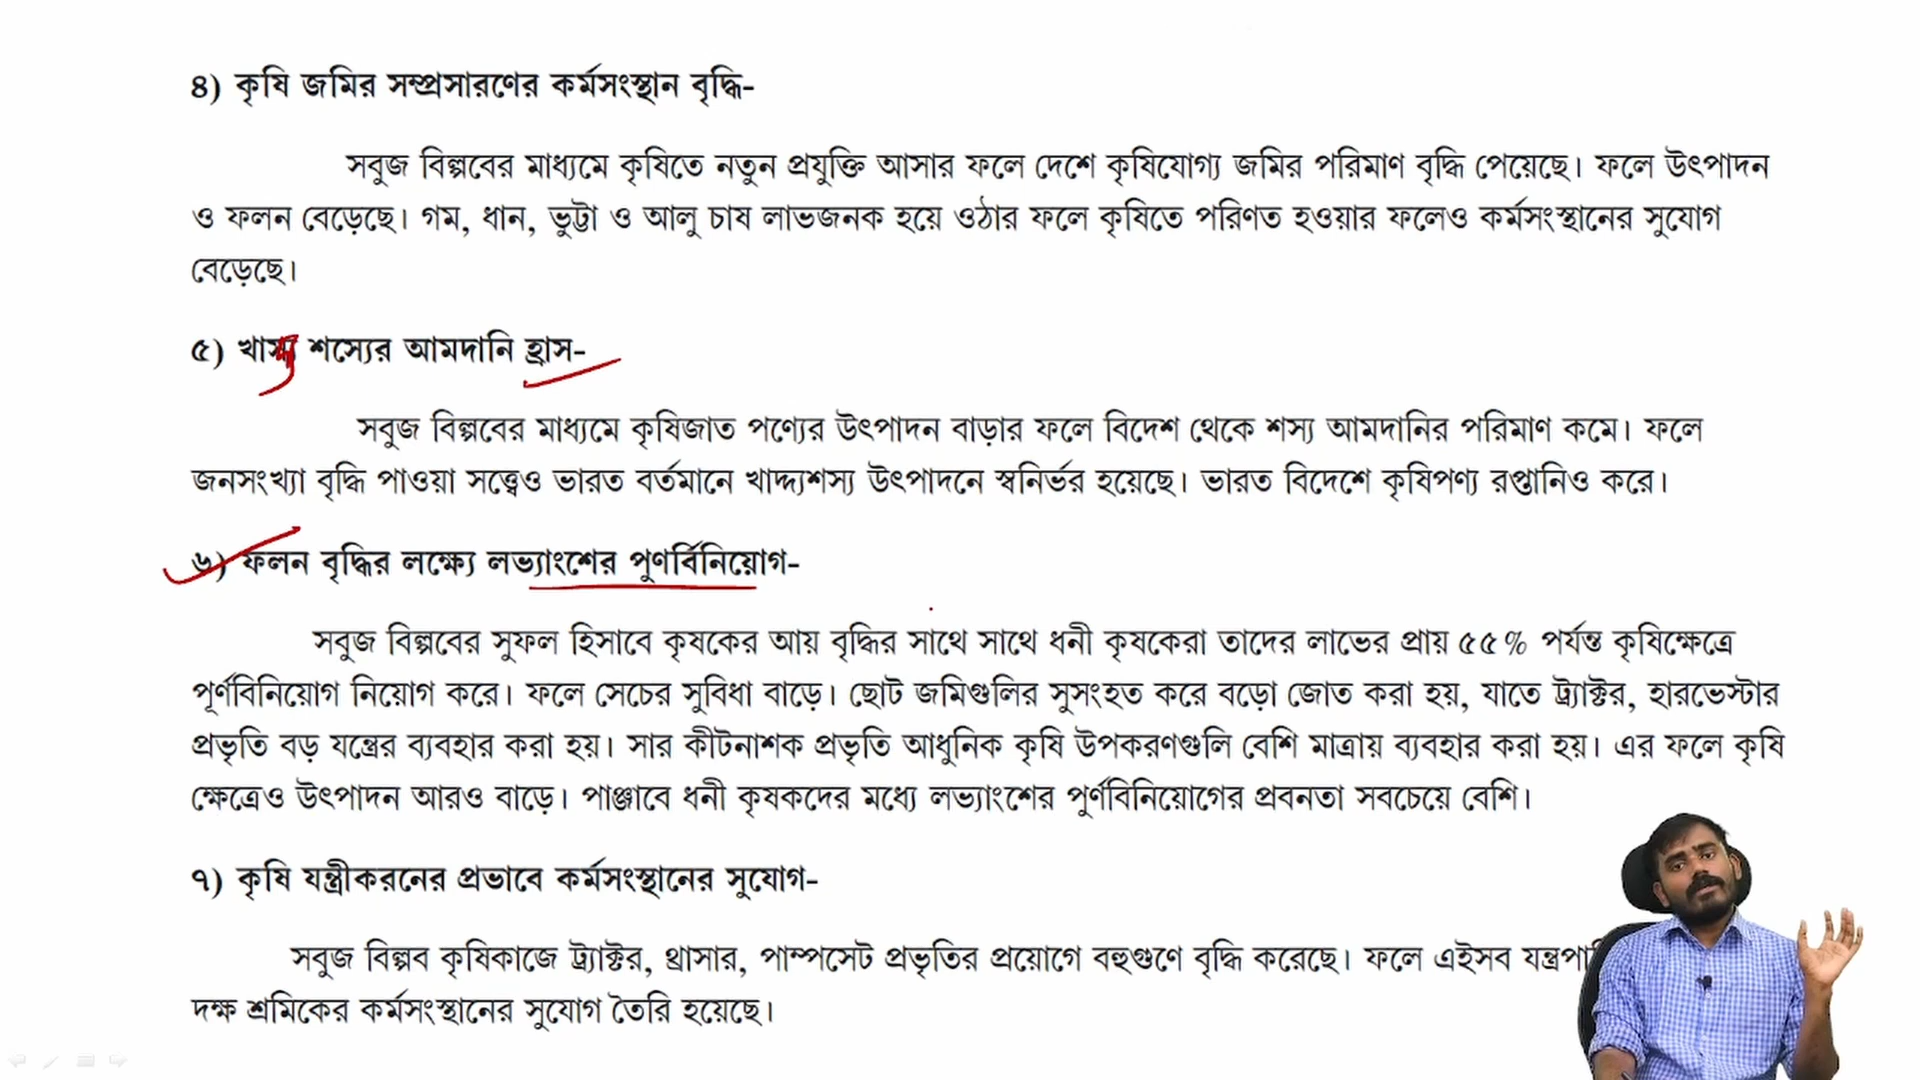 ৪) কৃষি জমির সম্প্রসারণের কর্মসংস্থান বৃদ্ধি-
সবুজ বিল্পবের মাধ্যমে কৃষিতে নতুন প্রযুক্তি আসার ফলে দেশে কৃষিযোগ্য জমির পরিমাণ বৃদ্ধি পেয়েছে। ফলে উৎপাদন
ও ফলন বেড়েছে। গম, ধান, ভুট্টা ও আলু চাষ লাভজনক হয়ে ওঠার ফলে কৃষিতে পরিণত হওয়ার ফলেও কর্মসংস্থানের সুযোগ
বেড়েছে।
৫) শস্যের আমদানি হ্রাস-
সবুজ বিল্পবের মাধ্যমে কৃষিজাত পণ্যের উৎপাদন বাড়ার ফলে বিদেশ থেকে শস্য আমদানির পরিমাণ কমে। ফলে
জনসংখ্যা বৃদ্ধি পাওয়া সত্ত্বেও ভারত বর্তমানে খাদ্দ্যশস্য উৎপাদনে স্বনির্ভর হয়েছে। ভারত বিদেশে কৃষিপণ্য রপ্তানিও করে।
৬) ফলন বৃদ্ধির লক্ষ্যে লভ্যাংশের পুণর্বিনিয়োগ-
সবুজ বিল্পবের সুফল হিসাবে কৃষকের আয় বৃদ্ধির সাথে সাথে ধনী কৃষকেরা তাদের লাভের প্রায় ৫৫% পর্যন্ত কৃষিক্ষেত্রে
পূর্ণবিনিয়োগ নিয়োগ করে। ফলে সেচের সুবিধা বাড়ে। ছোট জমিগুলির সুসংহত করে বড়ো জোত করা হয়, যাতে ট্র্যাক্টর, হারভেস্টার
প্রভৃতি বড় যন্ত্রের ব্যবহার করা হয়। সার কীটনাশক প্রভৃতি আধুনিক কৃষি উপকরণগুলি বেশি মাত্রায় ব্যবহার করা হয়। এর ফলে কৃষি
ক্ষেত্রেও উৎপাদন আরও বাড়ে। পাঞ্জাবে ধনী কৃষকদের মধ্যে লভ্যাংশের পুর্ণবিনিয়োগের প্রবনতা সবচেয়ে বেশি।
৭) কৃষি যন্ত্রীকরনের প্রভাবে কর্মসংস্থানের সুযোগ-
সবুজ বিল্পব কৃষিকাজে ট্র্যাক্টর, থ্রাসার, পাম্পসেট প্রভৃতির প্রয়োগে বহুগুণে বৃদ্ধি করেছে। ফলে এইসব
দক্ষ শ্রমিকের কর্মসংস্থানের সুযোগ তৈরি হয়েছে।